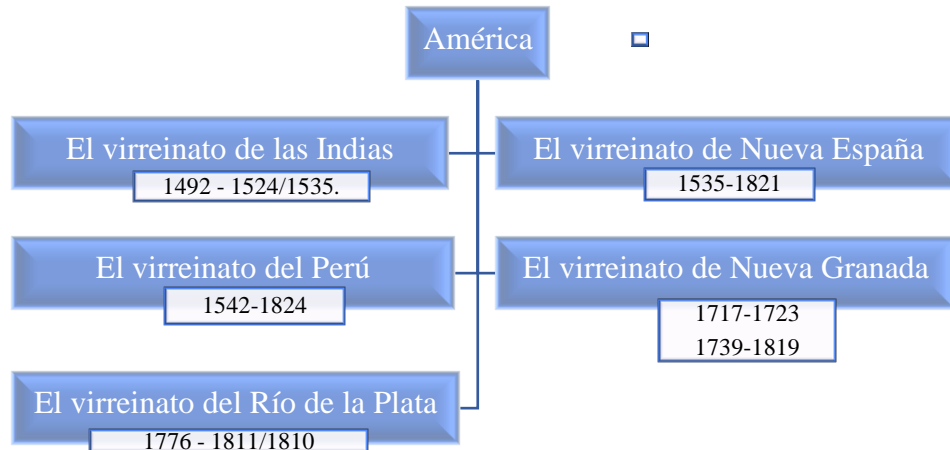 América
El virreinato de las Indias
1492 - 1524/1535.
El virreinato de Nueva España
1535-1821
El virreinato del Perú
1542-1824
El virreinato de Nueva Granada
1717-1723
1739-1819
El virreinato del Río de la Plata
1776 - 1811/1810